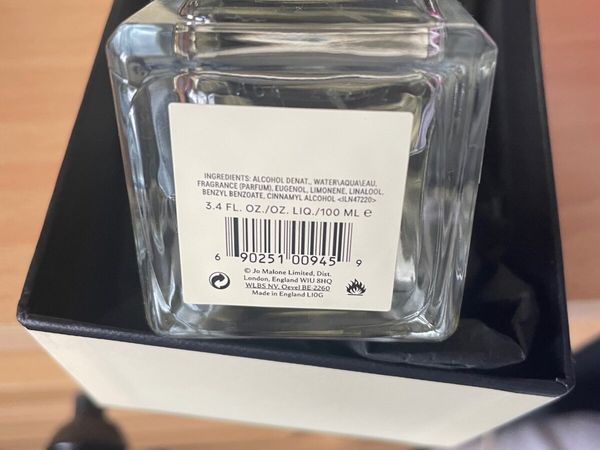 INGREDIENTS: ALCOHOL DENAT., WATER\AQUA\EAU,
FRAGRANCE (PARFUM), EUGENOL, LIMONENE, LINALOOL,
BENZYL BENZOATE, CINNAMYL ALCOHOL <ILN47220>
3.4 FL. OZ./OZ. LIQ./100 ML ℮
6 90251 00945 9
© Jo Malone Limited, Dist.
London, England W1U 8HQ
WLBS NV, Oevel BE-2260
Made in England L10G